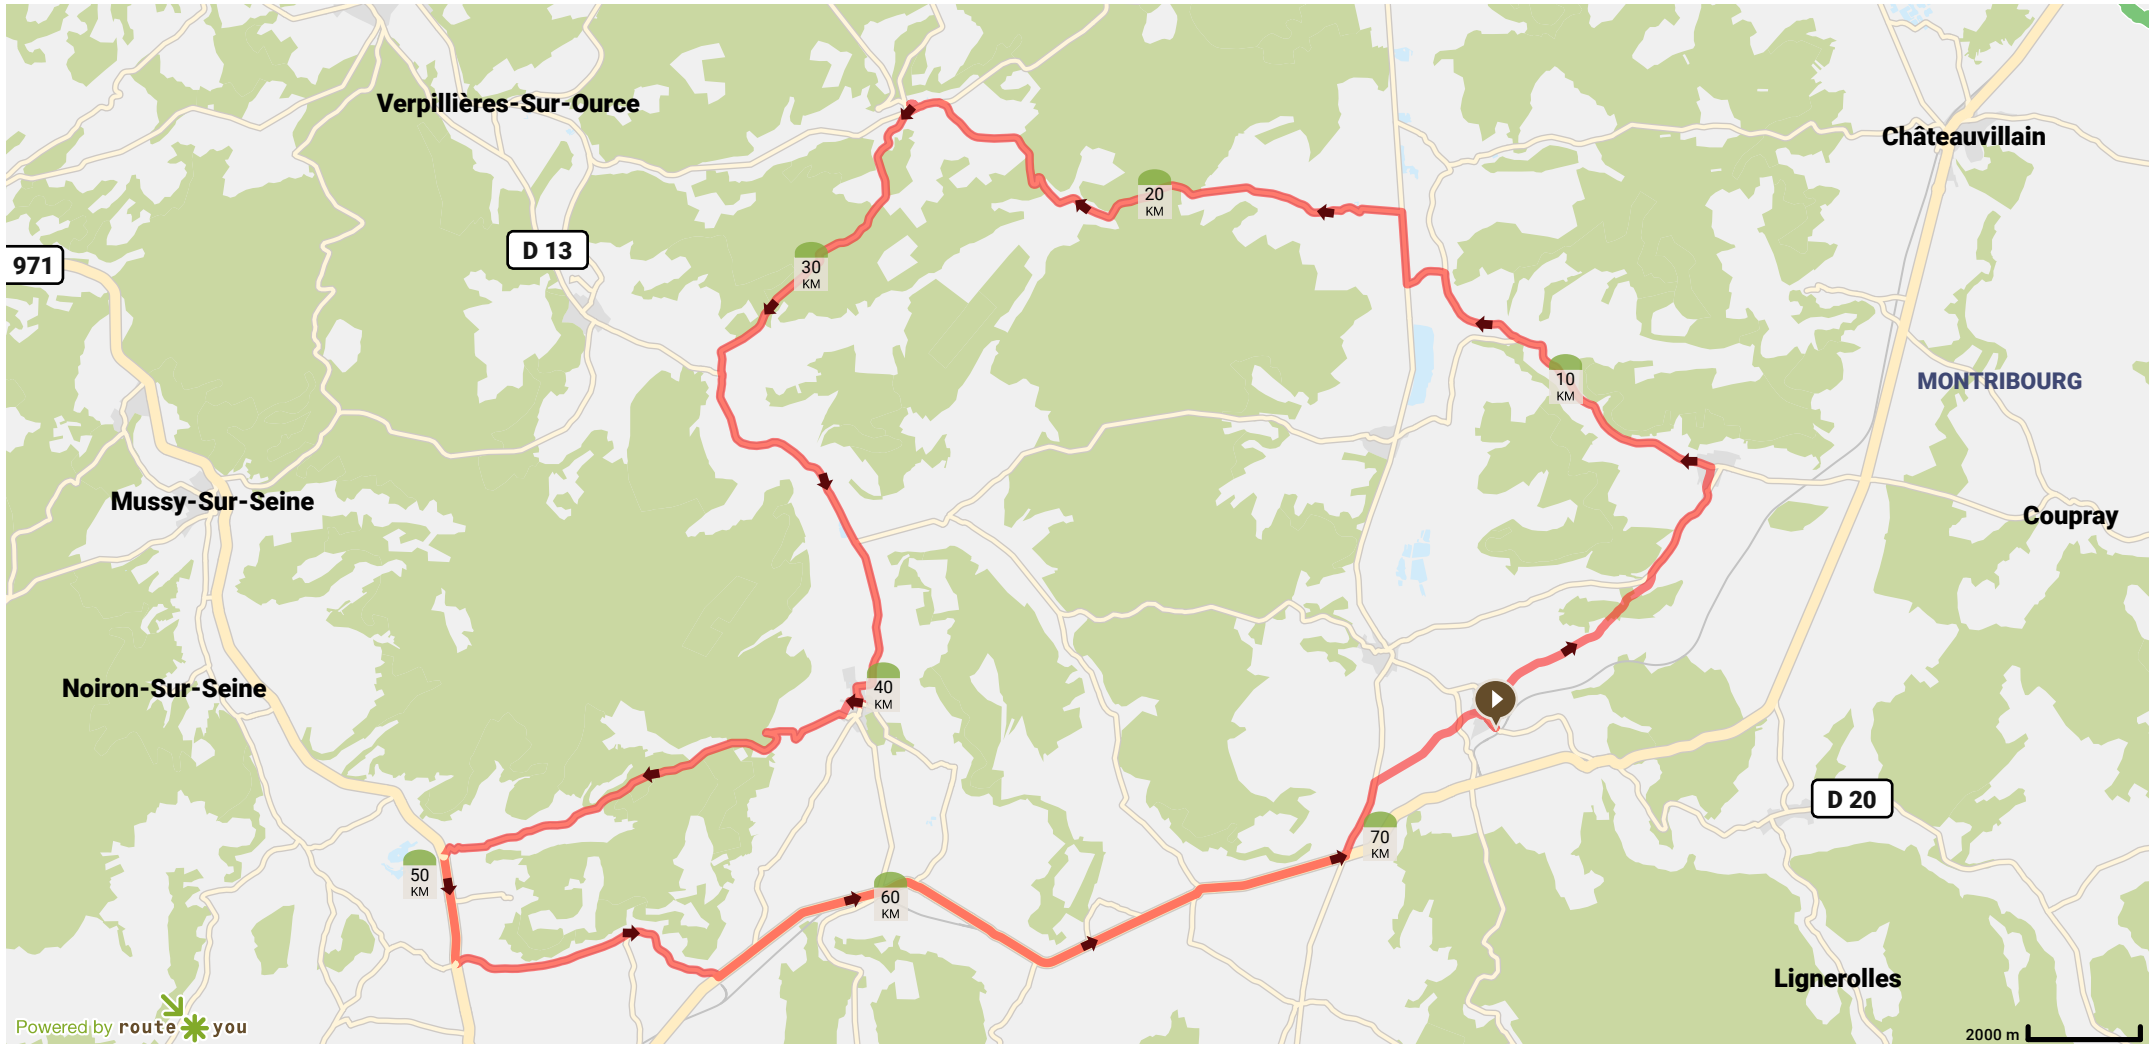 Verpillières-Sur-Ource
Châteauvillain
20
KM
D 13
971
30
KM
10
KM
MONTRIBOURG
Mussy-Sur-Seine
Coupray
Noiron-Sur-Seine
40
KM
D 20
70
KM
50
KM
60
KM
Lignerolles
Powered by route you
2000 m